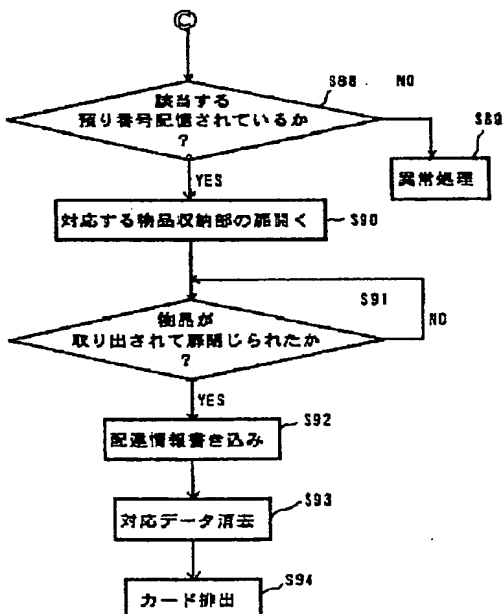 C
S88 NO
該当する
預り番号記憶されているか
?
S89
異常処理
YES
対応する物品収納部の扉開く
S90
S91
物品が
取り出されて扉閉じられたか
?
NO
YES
S92
配達情報書き込み
S93
対応データ消去
S94
カード排出